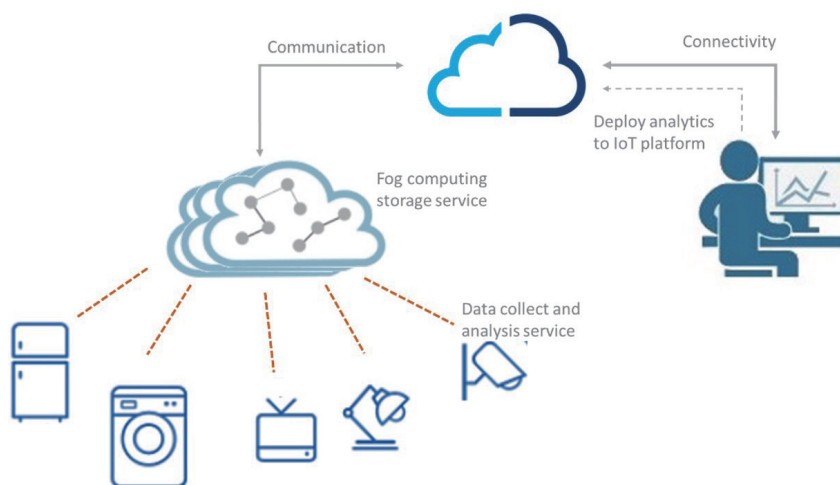 Communication
Connectivity
Deploy analytics
to IoT platform
Fog computing
storage service
Data collect and
analysis service